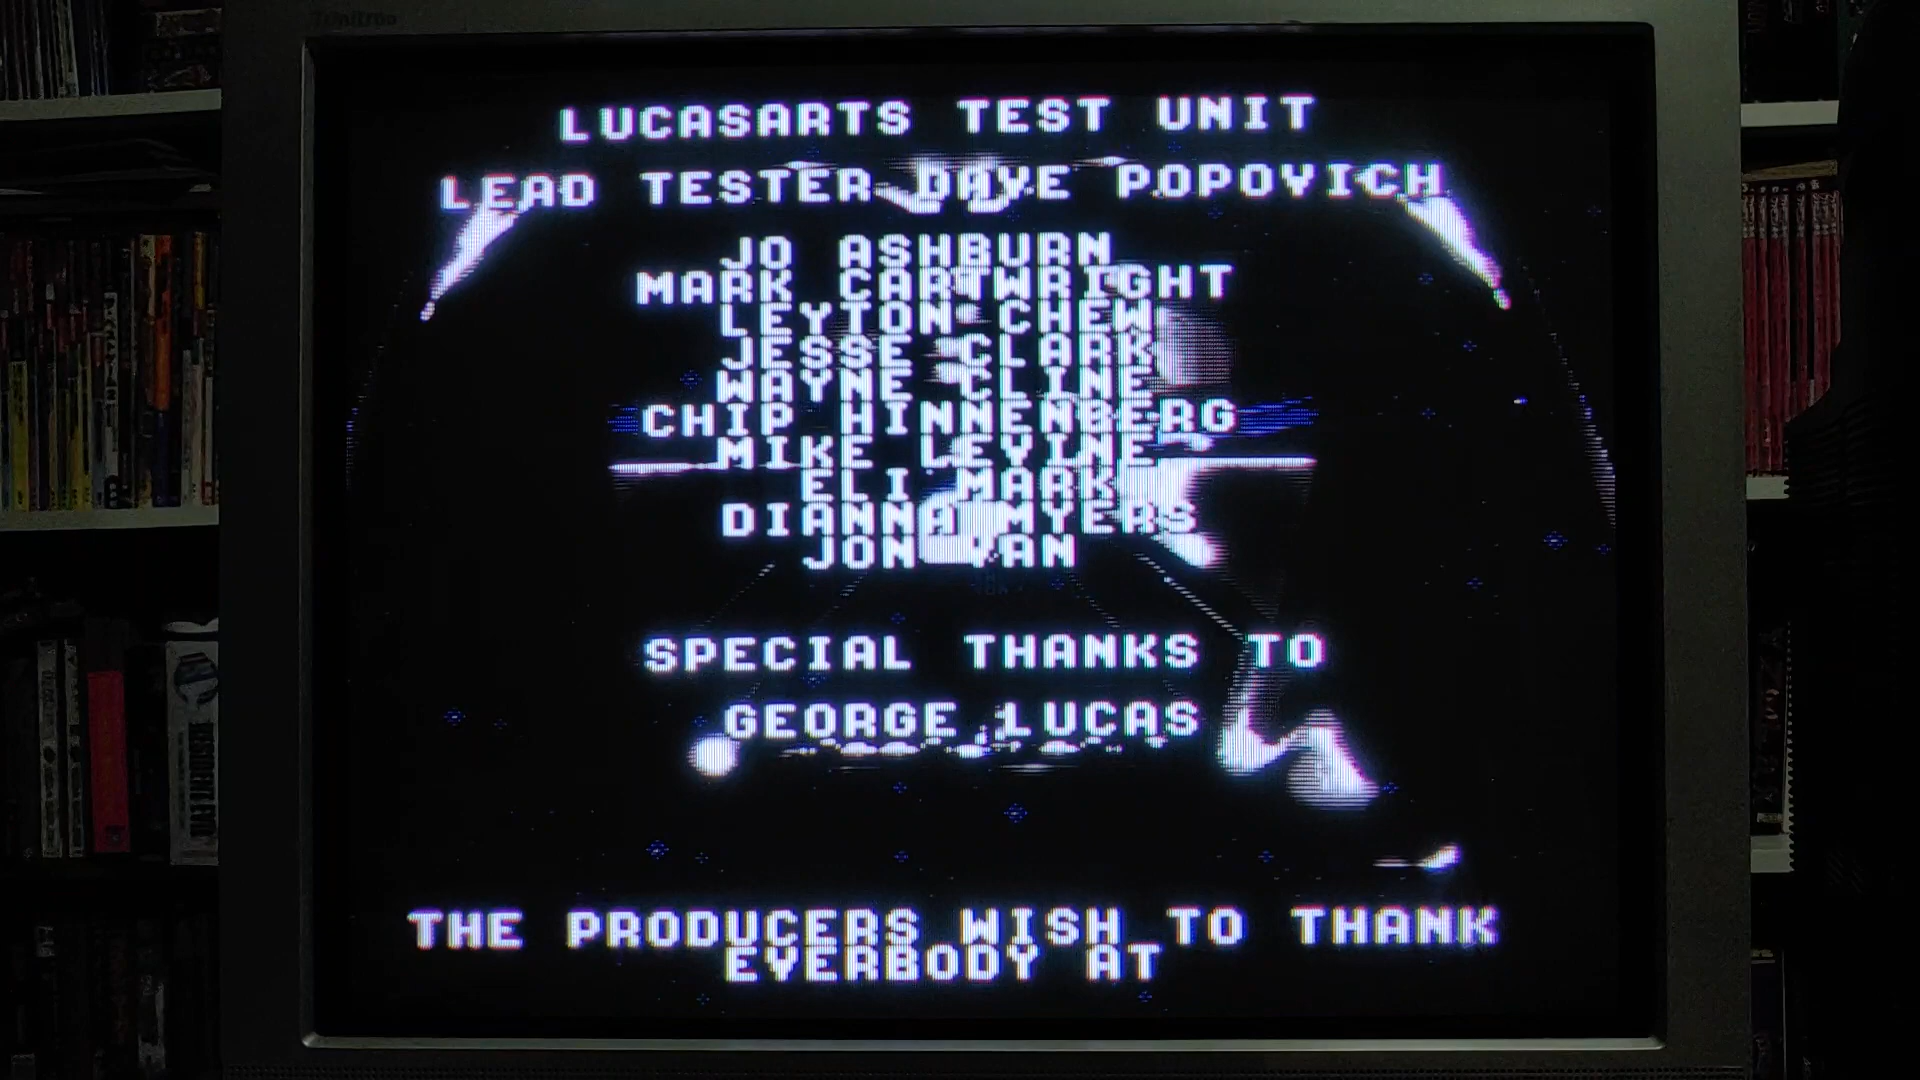 LUCASARTS TEST UNIT
LEAD TESTER DAVE POPOVICH
JO ASHBURN
MARK CARTWRIGHT
LEYTON CHEW
JESSE CLARK
WAYNE CLINE
CHIP HINNENBERG
MIKE LEVINE
ELI MARK
DIANNA MYERS
JON VAN
SPECIAL THANKS TO
GEORGE LUCAS
THE PRODUCERS WISH TO THANK
EVERBODY AT